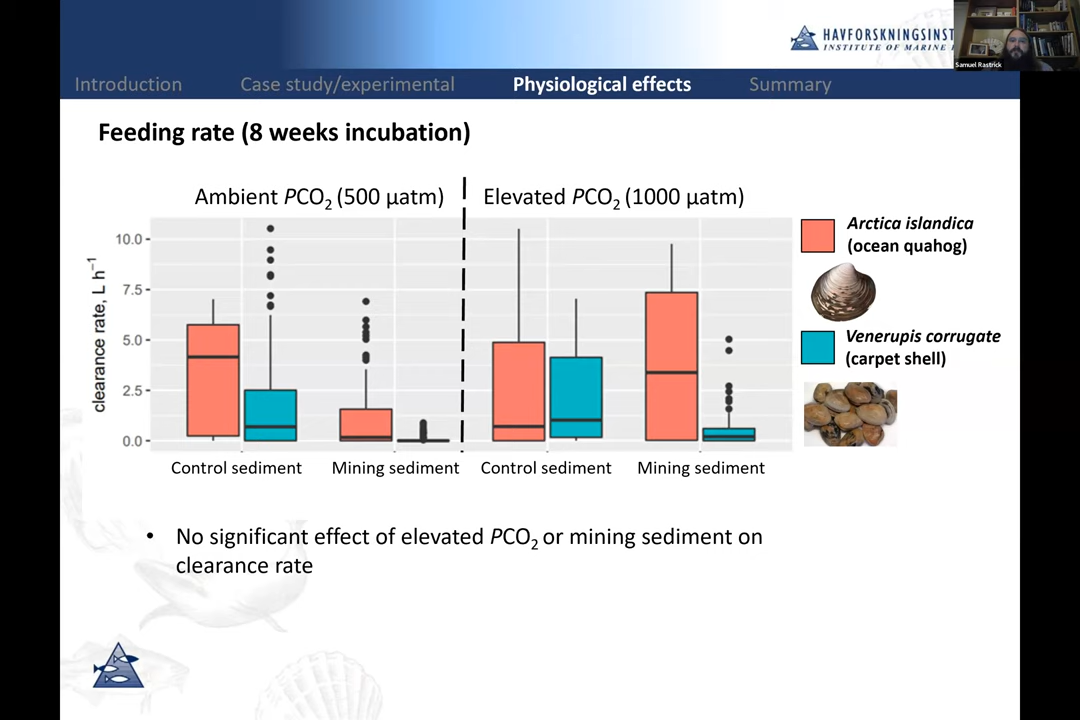 HAVFORSKNINGSINST
INSTITUTE OF MARINE
Samuel Rastrick
Introduction Case study/experimental Physiological effects Summary
Feeding rate (8 weeks incubation)
Ambient PCO₂ (500 µatm) Elevated PCO₂ (1000 µatm)
clearance rate, L h⁻¹
10.0
7.5
5.0
2.5
0.0
Control sediment Mining sediment Control sediment Mining sediment
Arctica islandica
(ocean quahog)
Venerupis corrugate
(carpet shell)
• No significant effect of elevated PCO₂ or mining sediment on
clearance rate